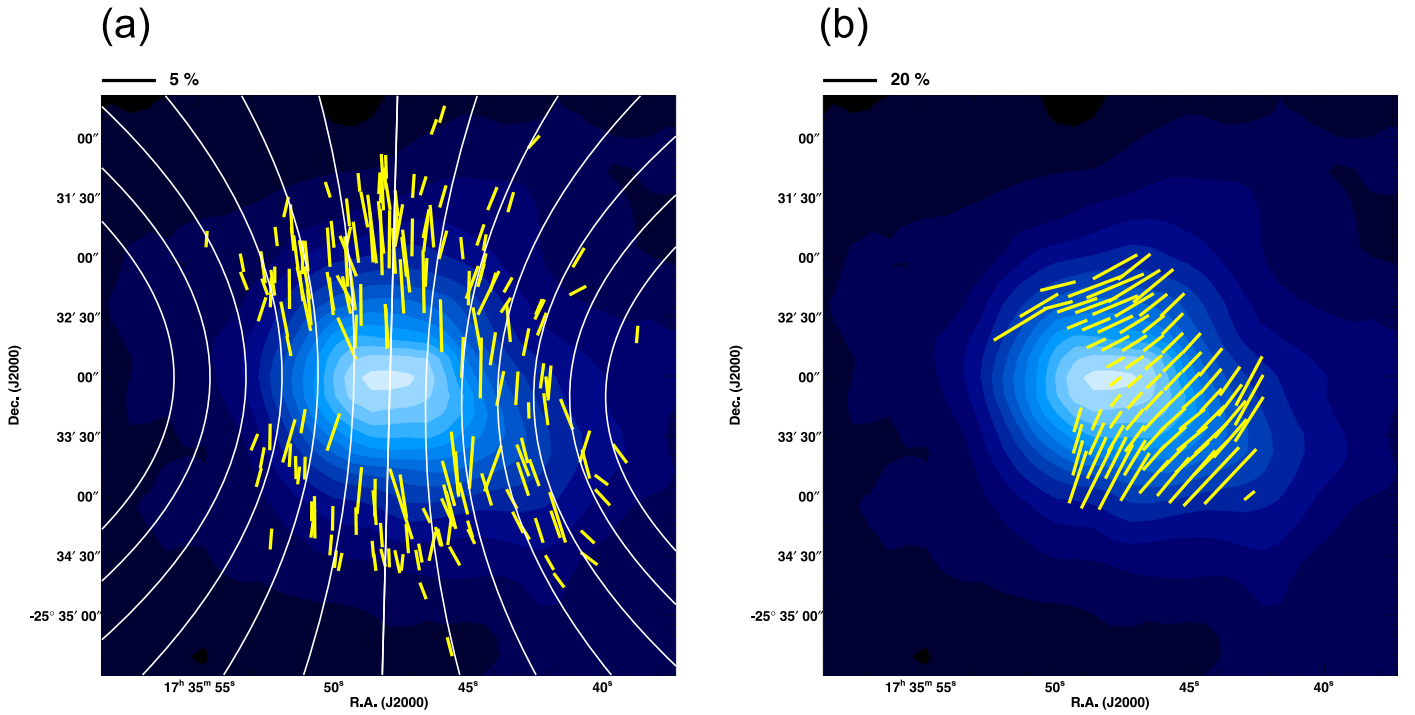 (a)
5 %
00″
31′ 30″
00″
32′ 30″
00″
33′ 30″
00″
34′ 30″
-25° 35′ 00″
Dec. (J2000)
17ʰ 35ᵐ 55ˢ
50ˢ
45ˢ
40ˢ
R.A. (J2000)
(b)
20 %
00″
31′ 30″
00″
32′ 30″
00″
33′ 30″
00″
34′ 30″
-25° 35′ 00″
Dec. (J2000)
17ʰ 35ᵐ 55ˢ
50ˢ
45ˢ
40ˢ
R.A. (J2000)